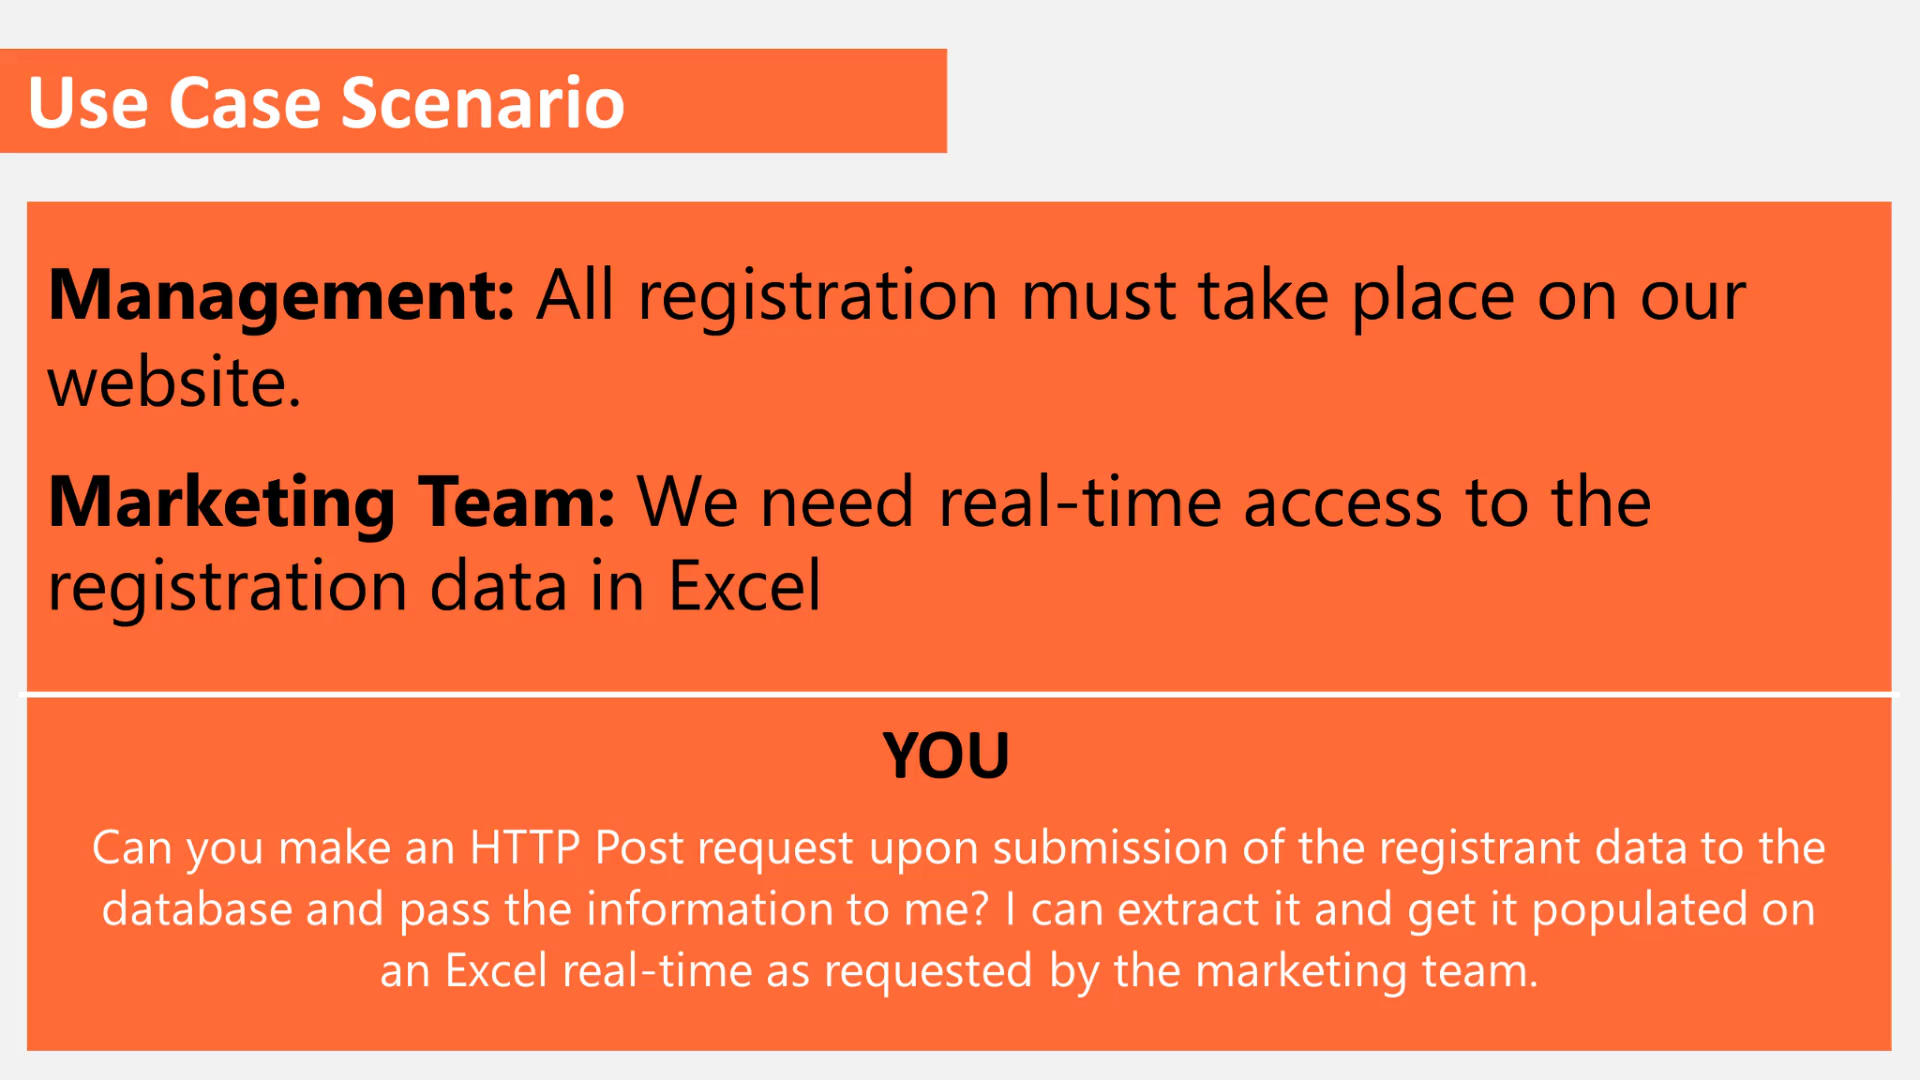 Use Case Scenario
Management: All registration must take place on our
website.
Marketing Team: We need real-time access to the
registration data in Excel
YOU
Can you make an HTTP Post request upon submission of the registrant data to the
database and pass the information to me? I can extract it and get it populated on
an Excel real-time as requested by the marketing team.